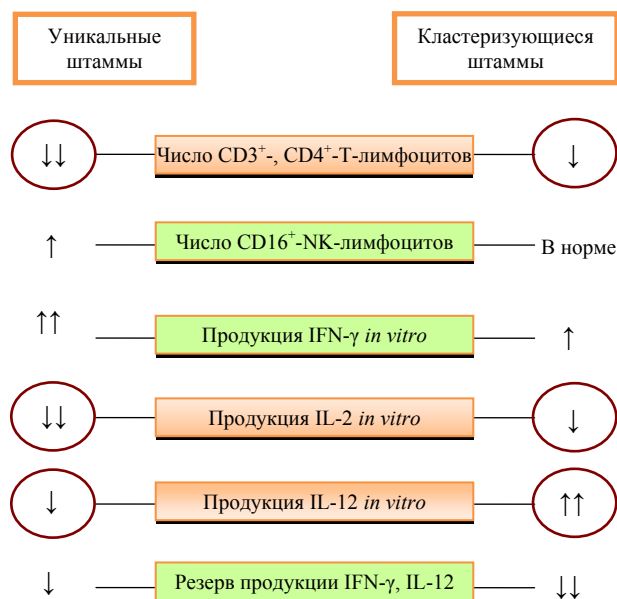 Уникальные
штаммы
Кластеризующиеся
штаммы
↓↓ Число CD3⁺-, CD4⁺-Т-лимфоцитов ↓
↑ Число CD16⁺-NK-лимфоцитов В норме
↑↑ Продукция IFN-γ in vitro ↑
↓↓ Продукция IL-2 in vitro ↓
↓ Продукция IL-12 in vitro ↑↑
↓ Резерв продукции IFN-γ, IL-12 ↓↓